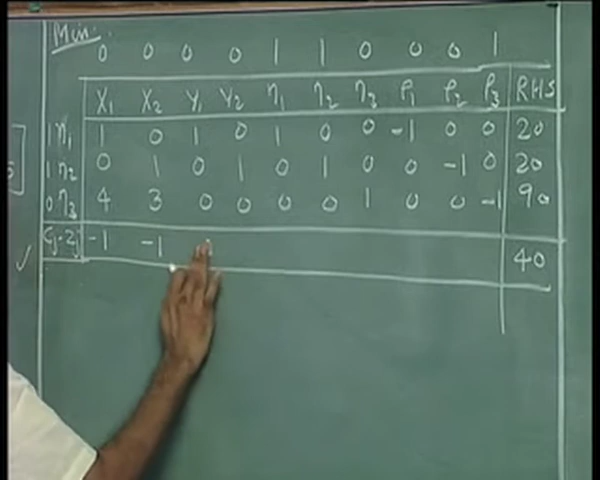 Min.
0 0 0 0 1 1 0 0 0 1
X₁ X₂ Y₁ Y₂ η₁ η₂ η₃ ρ₁ ρ₂ ρ₃ RHS
1 η₁ 1 0 1 0 1 0 0 -1 0 0 20
1 η₂ 0 1 0 1 0 1 0 0 -1 0 20
0 η₃ 4 3 0 0 0 0 1 0 0 -1 90
Cj-Zj -1 -1 40